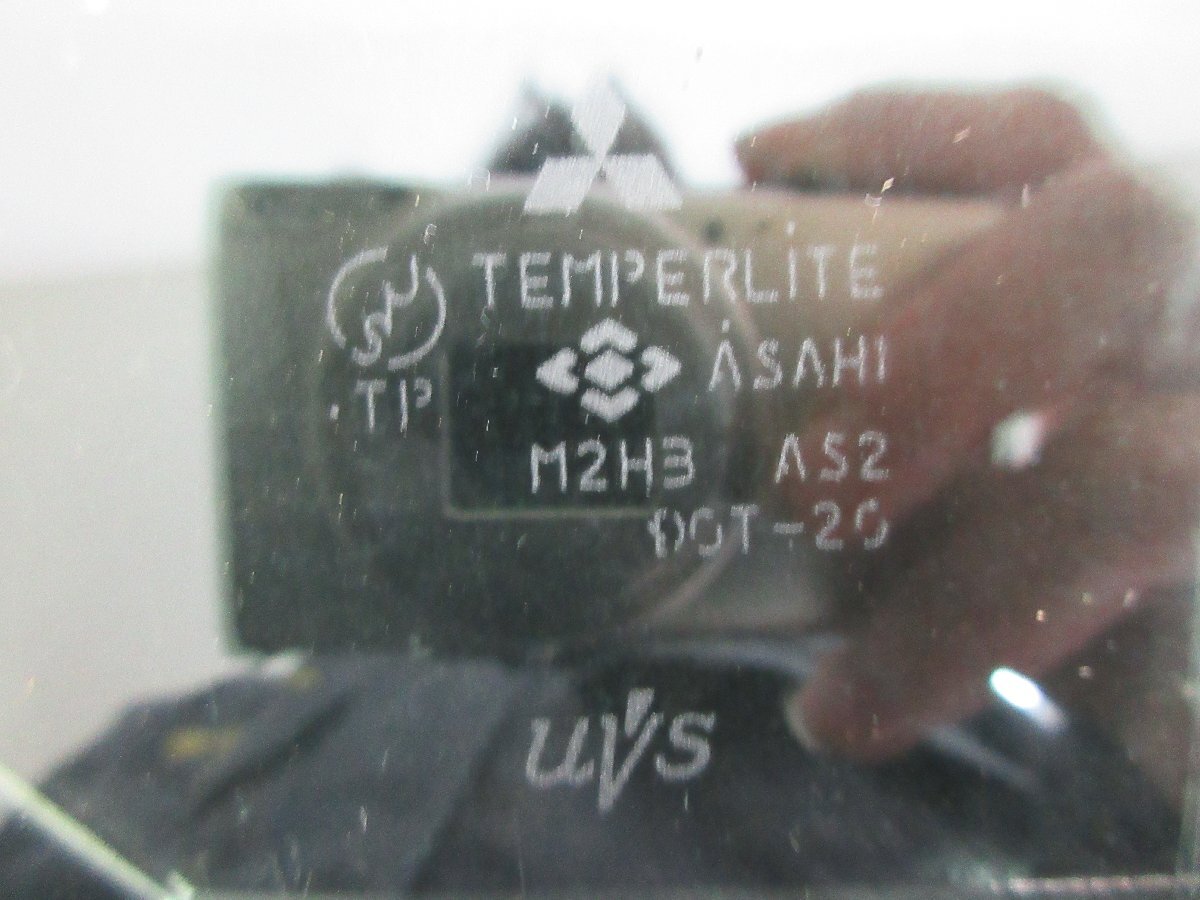 TEMPERLITE
TP
ASAHI
M2H3 AS2
DOT-20
uvs